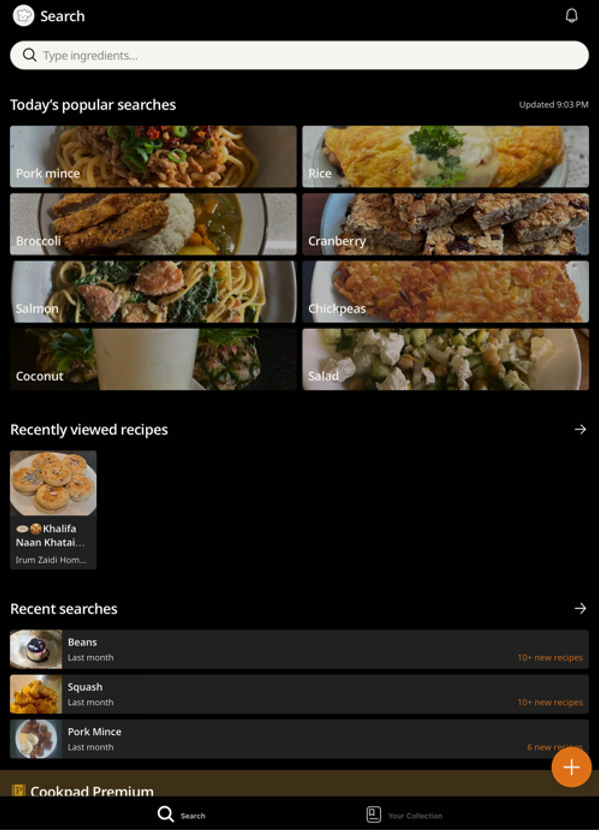 Search
Type ingredients...
Today's popular searches
Updated 9:03 PM
Pork mince
Rice
Broccoli
Cranberry
Salmon
Chickpeas
Coconut
Salad
Recently viewed recipes
Khalifa
Naan Khatai...
Irum Zaidi Hom...
Recent searches
Beans
Last month
10+ new recipes
Squash
Last month
10+ new recipes
Pork Mince
Last month
6 new recipes
Cookpad Premium
Search
Your Collection